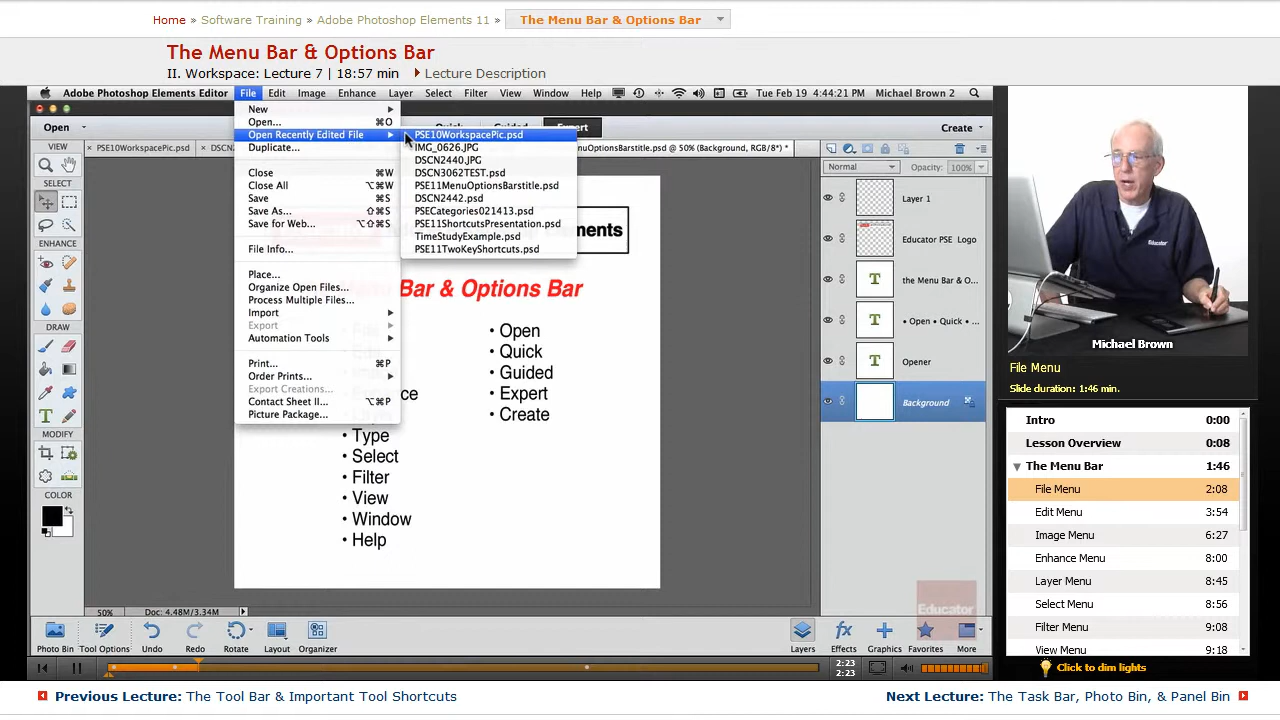 Home » Software Training » Adobe Photoshop Elements 11 » The Menu Bar & Options Bar
The Menu Bar & Options Bar
II. Workspace: Lecture 7 | 18:57 min Lecture Description
Adobe Photoshop Elements Editor File Edit Image Enhance Layer Select Filter View Window Help Tue Feb 19 4:44:21 PM Michael Brown 2
Open Create
PSE10WorkspacePic.psd
nuOptionsBarstitle.psd @ 50% (Background, RGB/8*) *
New
Open... ⌘O
Open Recently Edited File
Duplicate...
Close ⌘W
Close All ⌥⌘W
Save ⌘S
Save As... ⇧⌘S
Save for Web... ⌥⇧⌘S
File Info...
Place...
Organize Open Files...
Process Multiple Files...
Import
Export
Automation Tools
Print... ⌘P
Order Prints...
Export Creations...
Contact Sheet II... ⌥⌘P
Picture Package...
PSE10WorkspacePic.psd
IMG_0626.JPG
DSCN2440.JPG
DSCN3062TEST.psd
PSE11MenuOptionsBarstitle.psd
DSCN2442.psd
PSECategories021413.psd
PSE11ShortcutsPresentation.psd
TimeStudyExample.psd
PSE11TwoKeyShortcuts.psd
VIEW
SELECT
ENHANCE
DRAW
MODIFY
COLOR
ments
Bar & Options Bar
• Type
• Select
• Filter
• View
• Window
• Help
• Open
• Quick
• Guided
• Expert
• Create
Educator
Normal Opacity:
Layer 1
Educator PSE Logo
the Menu Bar & O...
• Open • Quick • ...
Opener
Background
50% Doc: 4.48M/3.34M
Photo Bin Tool Options Undo Redo Rotate Layout Organizer Layers Effects Graphics Favorites More
2:23
2:23
Michael Brown
File Menu
Slide duration: 1:46 min.
Intro 0:00
Lesson Overview 0:08
The Menu Bar 1:46
File Menu 2:08
Edit Menu 3:54
Image Menu 6:27
Enhance Menu 8:00
Layer Menu 8:45
Select Menu 8:56
Filter Menu 9:08
View Menu 9:18
Click to dim lights
Previous Lecture: The Tool Bar & Important Tool Shortcuts
Next Lecture: The Task Bar, Photo Bin, & Panel Bin